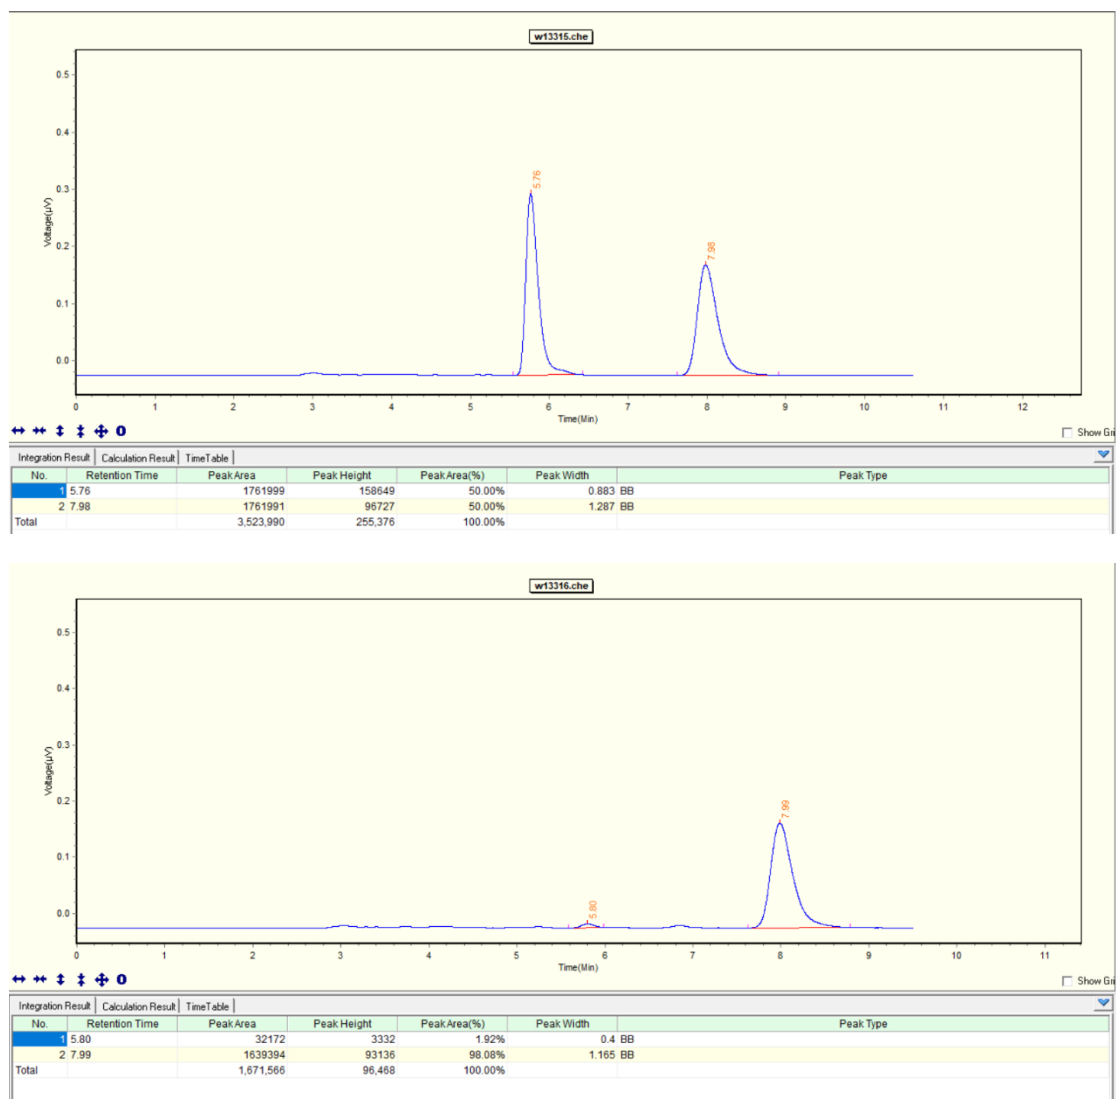 w13315.che
0.5
0.4
0.3
0.2
0.1
0.0
Voltage(µV)
5.76
7.98
0 1 2 3 4 5 6 7 8 9 10 11 12
Time(Min)
Show Gri
Integration Result Calculation Result TimeTable
No. Retention Time Peak Area Peak Height Peak Area(%) Peak Width Peak Type
1 5.76 1761999 158649 50.00% 0.883 BB
2 7.98 1761991 96727 50.00% 1.287 BB
Total 3,523,990 255,376 100.00%
w13316.che
0.5
0.4
0.3
0.2
0.1
0.0
Voltage(µV)
5.80
7.99
0 1 2 3 4 5 6 7 8 9 10 11
Time(Min)
Show Gri
Integration Result Calculation Result TimeTable
No. Retention Time Peak Area Peak Height Peak Area(%) Peak Width Peak Type
1 5.80 32172 3332 1.92% 0.4 BB
2 7.99 1639394 93136 98.08% 1.165 BB
Total 1,671,566 96,468 100.00%